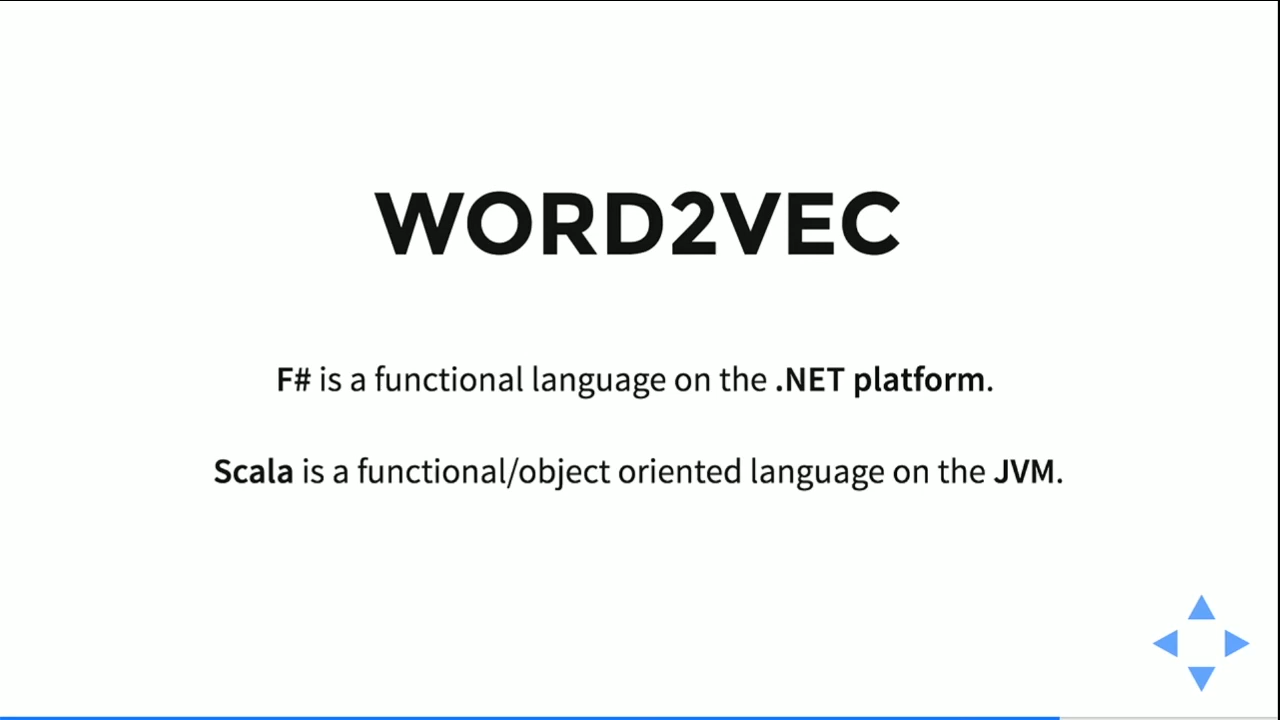 WORD2VEC
F# is a functional language on the .NET platform.
Scala is a functional/object oriented language on the JVM.